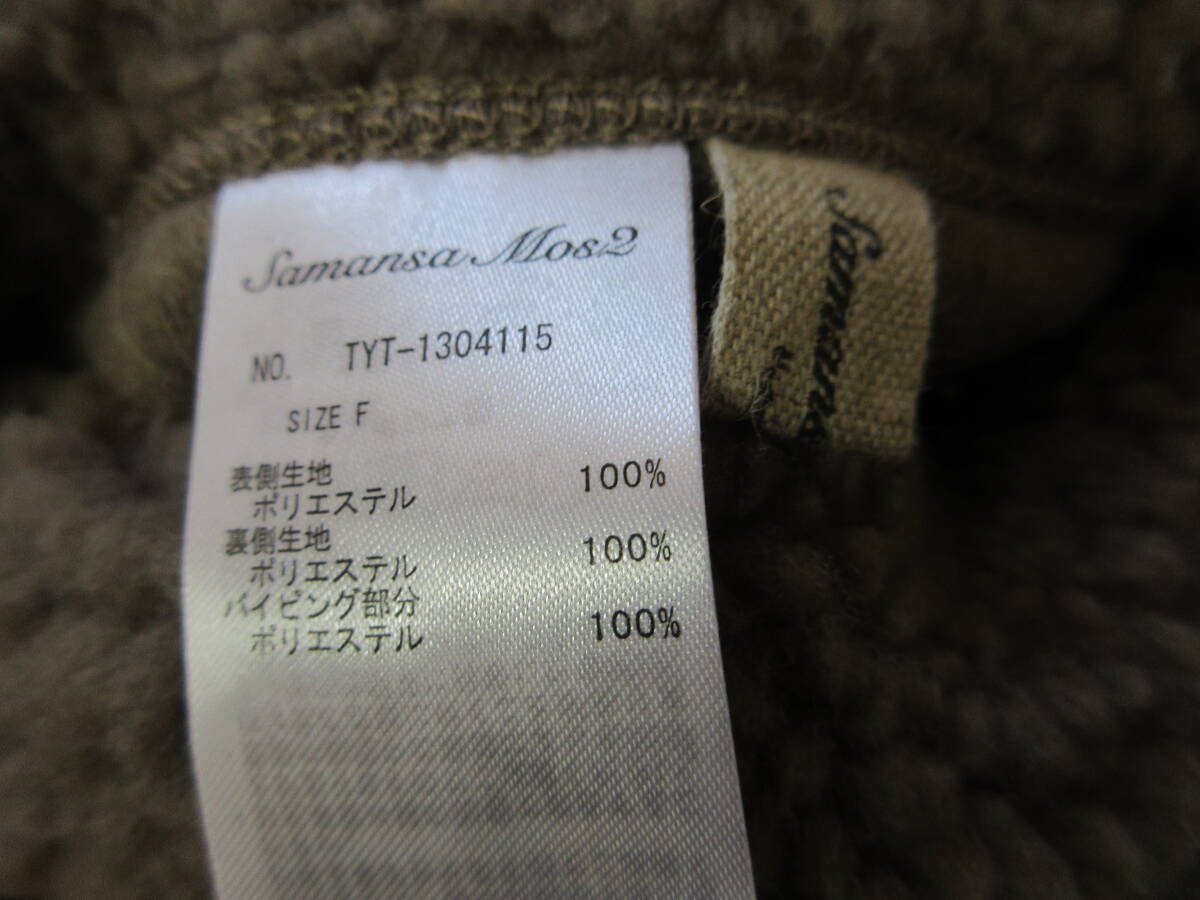 Samansa Mos2
NO. TYT-1304115
SIZE F
表側生地
ポリエステル 100%
裏側生地
ポリエステル 100%
パイピング部分
ポリエステル 100%
Samans